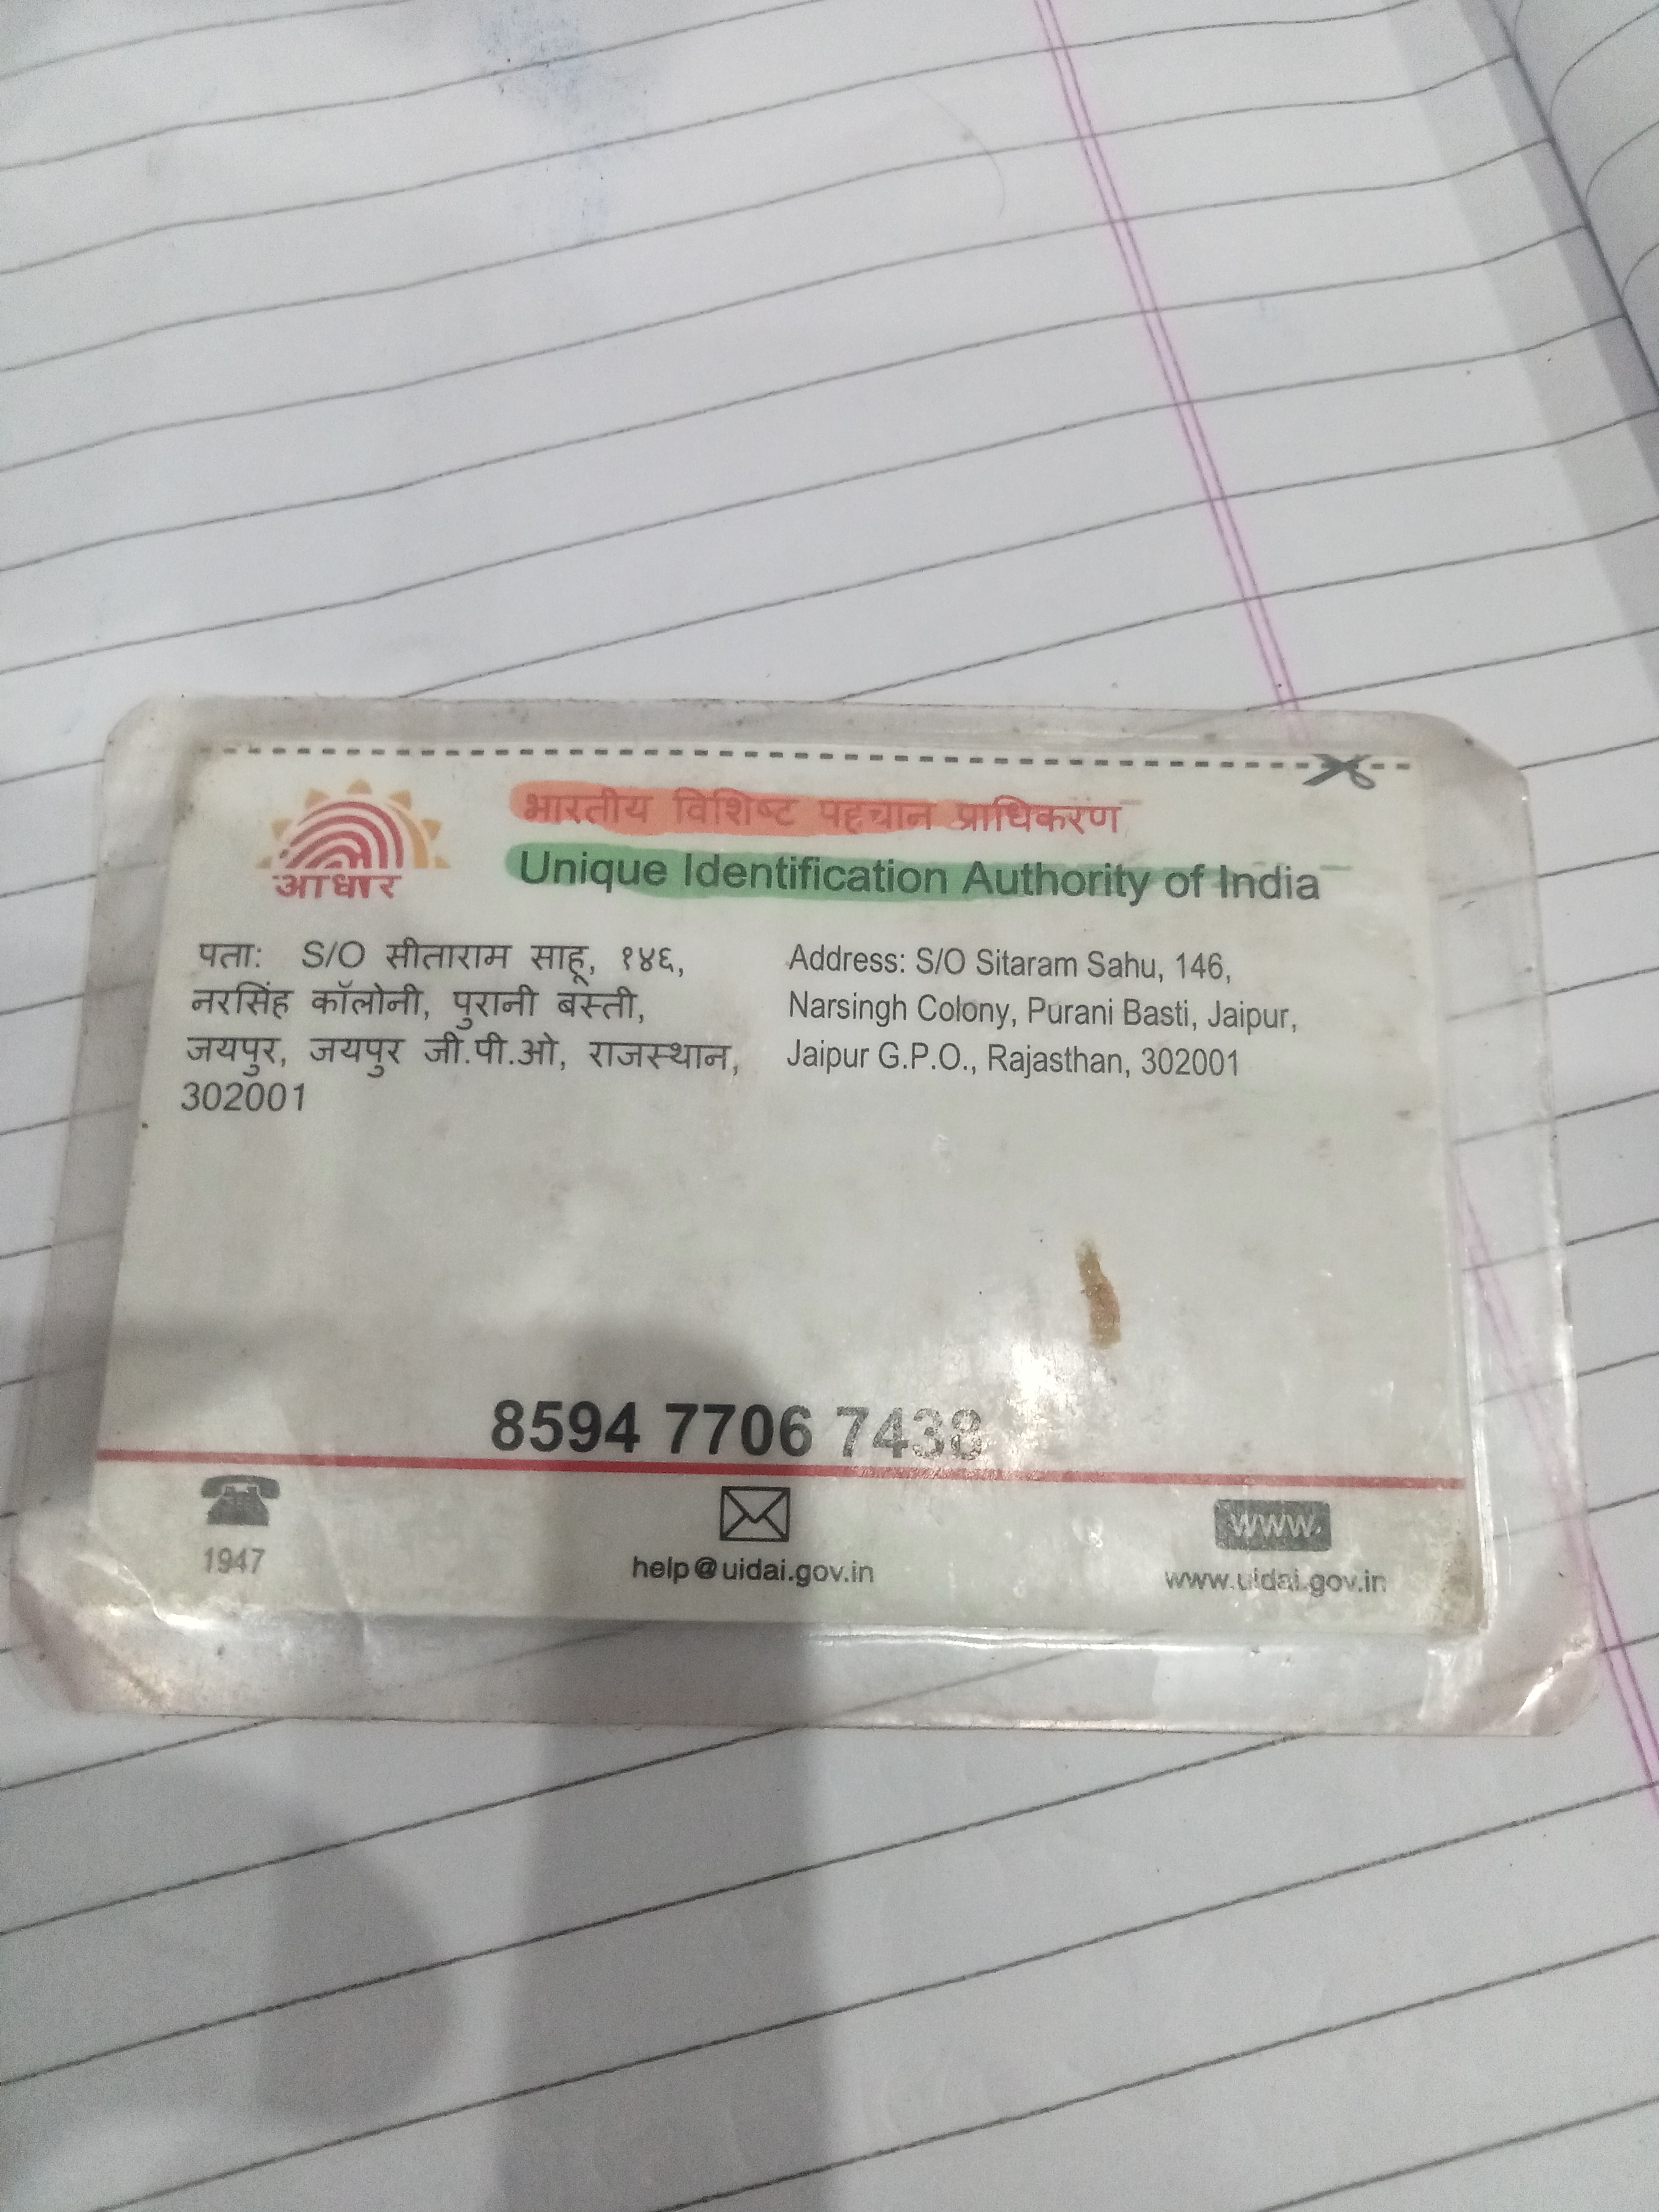 भारतीय विशिष्ट पहचान प्राधिकरण
Unique Identification Authority of India
आधार
पता: S/O सीताराम साहू, १४६,
नरसिंह कॉलोनी, पुरानी बस्ती,
जयपुर, जयपुर जी.पी.ओ, राजस्थान,
302001
Address: S/O Sitaram Sahu, 146,
Narsingh Colony, Purani Basti, Jaipur,
Jaipur G.P.O., Rajasthan, 302001
8594 7706 7438
1947
help@uidai.gov.in
www.
www.uidai.gov.in